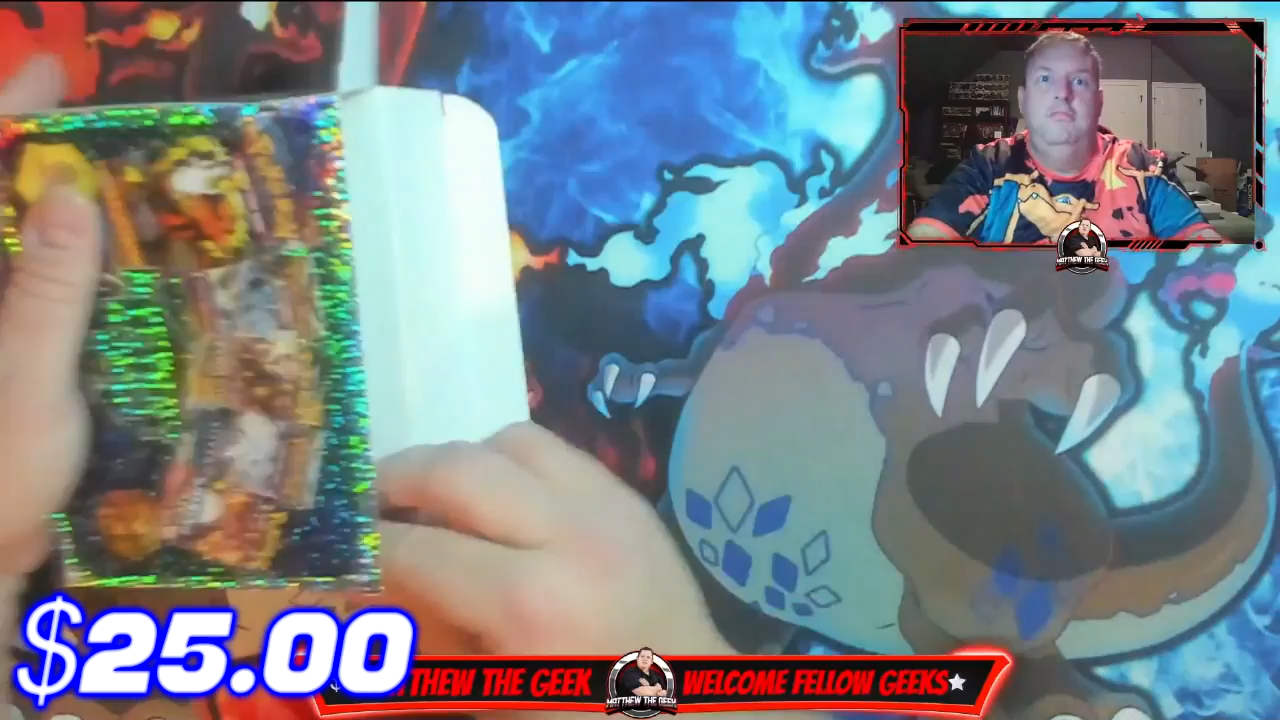 MATTHEW THE GEEK
$25.00
THEW THE GEEK
MATTHEW THE GEEK
WELCOME FELLOW GEEKS